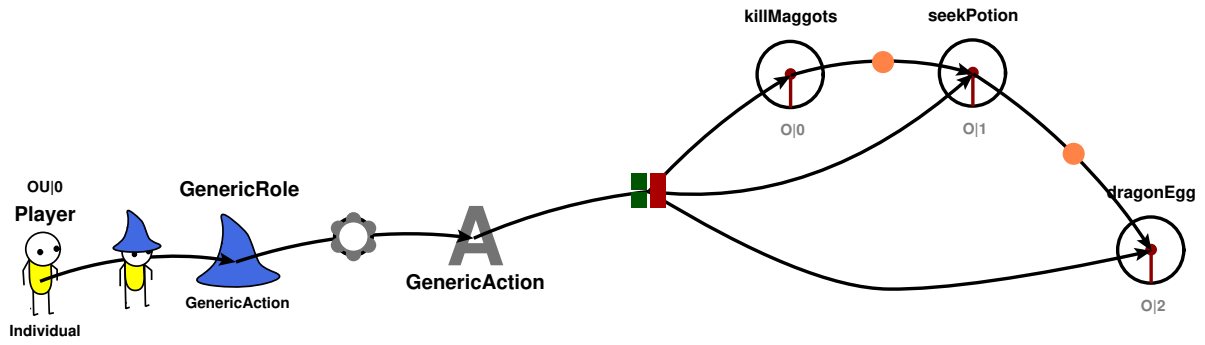 killMaggots
seekPotion
O|0
O|1
OU|0
Player
GenericRole
dragonEgg
A
GenericAction
GenericAction
Individual
O|2